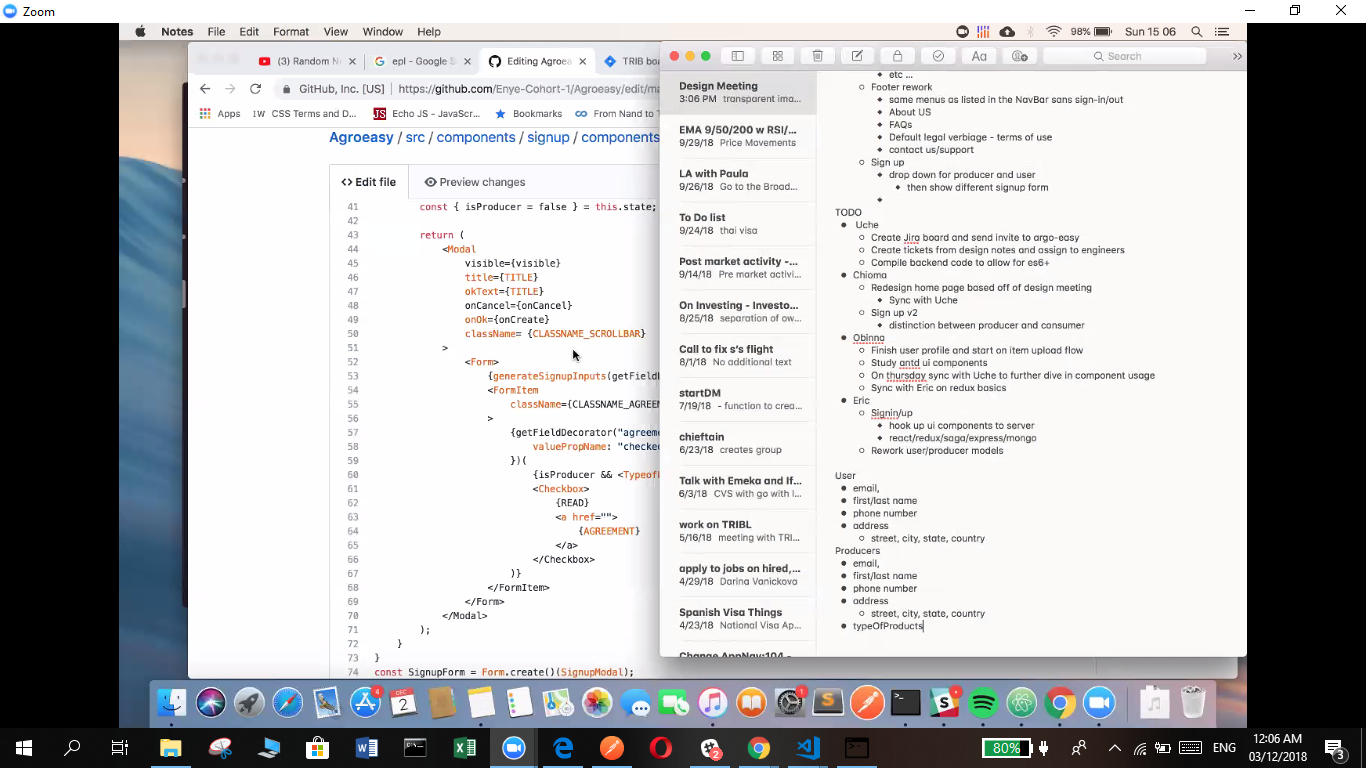 Zoom
Notes File Edit Format View Window Help
98% Sun 15 06
(3) Random N
epl - Google S
Editing Agroea
TRIB boa
GitHub, Inc. [US] https://github.com/Enye-Cohort-1/Agroeasy/edit/ma
Apps
CSS Terms and D...
Echo JS - JavaScr...
Bookmarks
From Nand to T
Agroeasy / src / components / signup / components
<> Edit file
Preview changes
41 const { isProducer = false } = this.state;
42
43 return (
44 <Modal
45 visible={visible}
46 title={TITLE}
47 okText={TITLE}
48 onCancel={onCancel}
49 onOk={onCreate}
50 className= {CLASSNAME_SCROLLBAR}
51 >
52 <Form>
53 {generateSignupInputs(getField
54 <FormItem
55 className={CLASSNAME_AGREEM
56 >
57 {getFieldDecorator("agreeme
58 valuePropName: "checke
59 })(
60 {isProducer && <Typeof
61 <Checkbox>
62 {READ}
63 <a href="">
64 {AGREEMENT}
65 </a>
66 </Checkbox>
67 )}
68 </FormItem>
69 </Form>
70 </Modal>
71 );
72 }
73 }
74 const SignupForm = Form.create()(SignupModal);
Aa
Search
Design Meeting
3:06 PM transparent ima...
EMA 9/50/200 w RSI/...
9/29/18 Price Movements
LA with Paula
9/26/18 Go to the Broad...
To Do list
9/24/18 thai visa
Post market activity -...
9/14/18 Pre market activi...
On Investing - Investo...
8/25/18 separation of ow...
Call to fix s's flight
8/1/18 No additional text
startDM
7/19/18 - function to crea...
chieftain
6/23/18 creates group
Talk with Emeka and If...
6/3/18 CVS with go with I...
work on TRIBL
5/16/18 meeting with TRI...
apply to jobs on hired,...
4/29/18 Darina Vanickova
Spanish Visa Things
4/23/18 National Visa Ap...
Change AppNav:104 -
etc ...
Footer rework
same menus as listed in the NavBar sans sign-in/out
About US
FAQs
Default legal verbiage - terms of use
contact us/support
Sign up
drop down for producer and user
then show different signup form
TODO
Uche
Create Jira board and send invite to argo-easy
Create tickets from design notes and assign to engineers
Compile backend code to allow for es6+
Chioma
Redesign home page based off of design meeting
Sync with Uche
Sign up v2
distinction between producer and consumer
Obinna
Finish user profile and start on item upload flow
Study antd ui components
On thursday sync with Uche to further dive in component usage
Sync with Eric on redux basics
Eric
Signin/up
hook up ui components to server
react/redux/saga/express/mongo
Rework user/producer models
User
email,
first/last name
phone number
address
street, city, state, country
Producers
email,
first/last name
phone number
address
street, city, state, country
typeOfProducts
4
DEC
2
1
80%
ENG
12:06 AM
03/12/2018
3